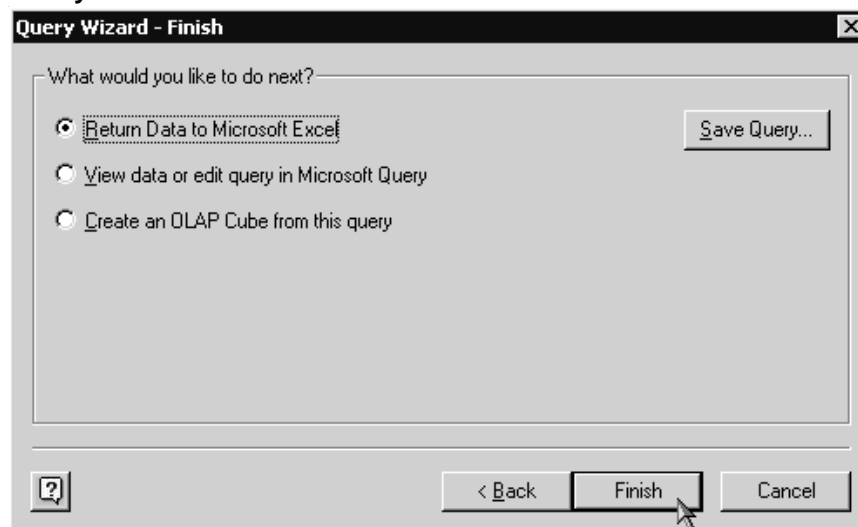 Query Wizard - Finish
What would you like to do next?
Return Data to Microsoft Excel
Save Query...
View data or edit query in Microsoft Query
Create an OLAP Cube from this query
< Back
Finish
Cancel